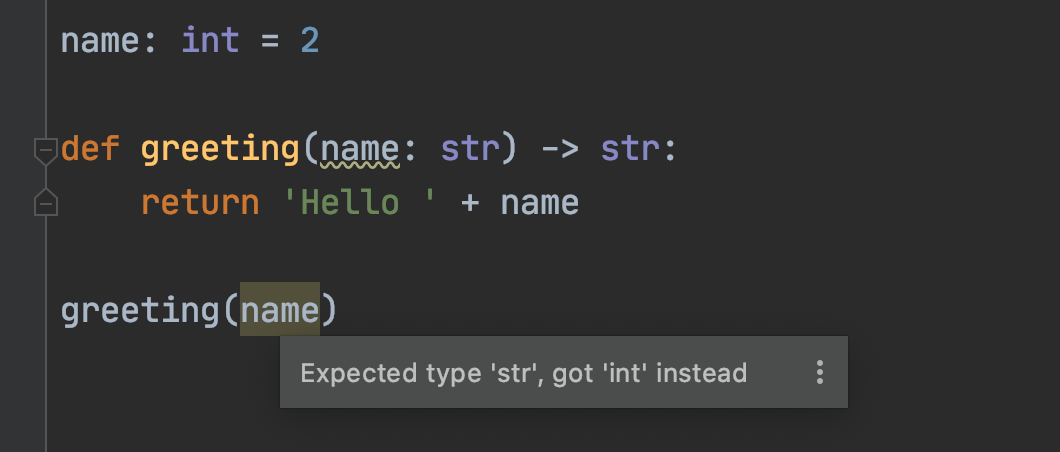 name: int = 2
def greeting(name: str) -> str:
    return 'Hello ' + name
greeting(name)
Expected type 'str', got 'int' instead